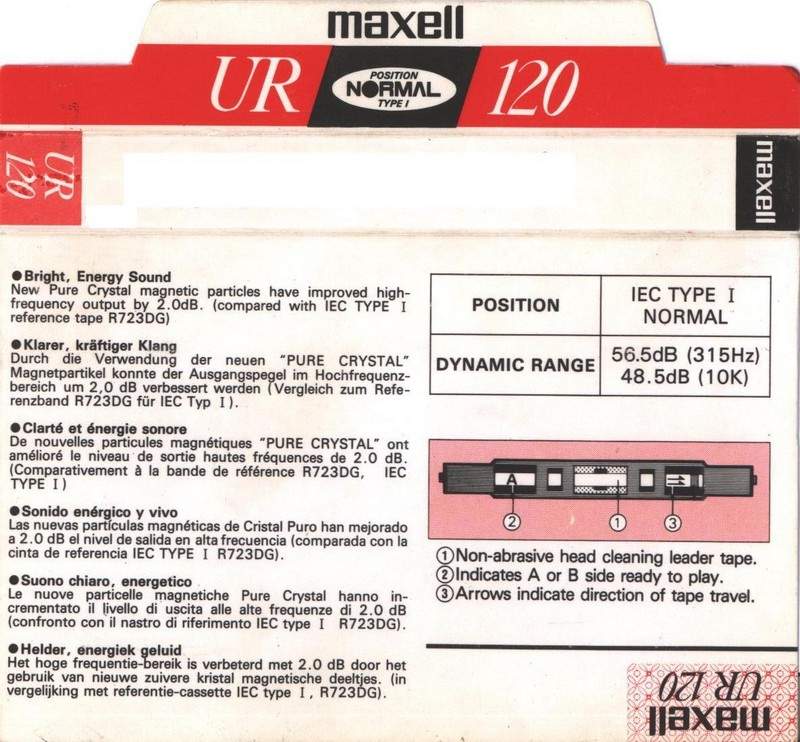 maxell
UR POSITION NORMAL TYPE I 120
UR 120
maxell
●Bright, Energy Sound
New Pure Crystal magnetic particles have improved high-
frequency output by 2.0dB. (compared with IEC TYPE I
reference tape R723DG)
●Klarer, kräftiger Klang
Durch die Verwendung der neuen "PURE CRYSTAL"
Magnetpartikel konnte der Ausgangspegel im Hochfrequenz-
bereich um 2,0 dB verbessert werden (Vergleich zum Refe-
renzband R723DG für IEC Typ I).
●Clarté et énergie sonore
De nouvelles particules magnétiques "PURE CRYSTAL" ont
amélioré le niveau de sortie hautes fréquences de 2.0 dB.
(Comparativement à la bande de référence R723DG, IEC
TYPE I)
●Sonido enérgico y vivo
Las nuevas partículas magnéticas de Cristal Puro han mejorado
a 2.0 dB el nivel de salida en alta frecuencia (comparada con la
cinta de referencia IEC TYPE I R723DG).
●Suono chiaro, energetico
Le nuove particelle magnetiche Pure Crystal hanno in-
crementato il livello di uscita alle alte frequenze di 2.0 dB
(confronto con il nastro di riferimento IEC type I R723DG).
●Helder, energiek geluid
Het hoge frequentie-bereik is verbeterd met 2.0 dB door het
gebruik van nieuwe zuivere kristal magnetische deeltjes. (in
vergelijking met referentie-cassette IEC type I, R723DG).
POSITION IEC TYPE I
NORMAL
DYNAMIC RANGE 56.5dB (315Hz)
48.5dB (10K)
A
② ① ③
①Non-abrasive head cleaning leader tape.
②Indicates A or B side ready to play.
③Arrows indicate direction of tape travel.
maxell
UR 120